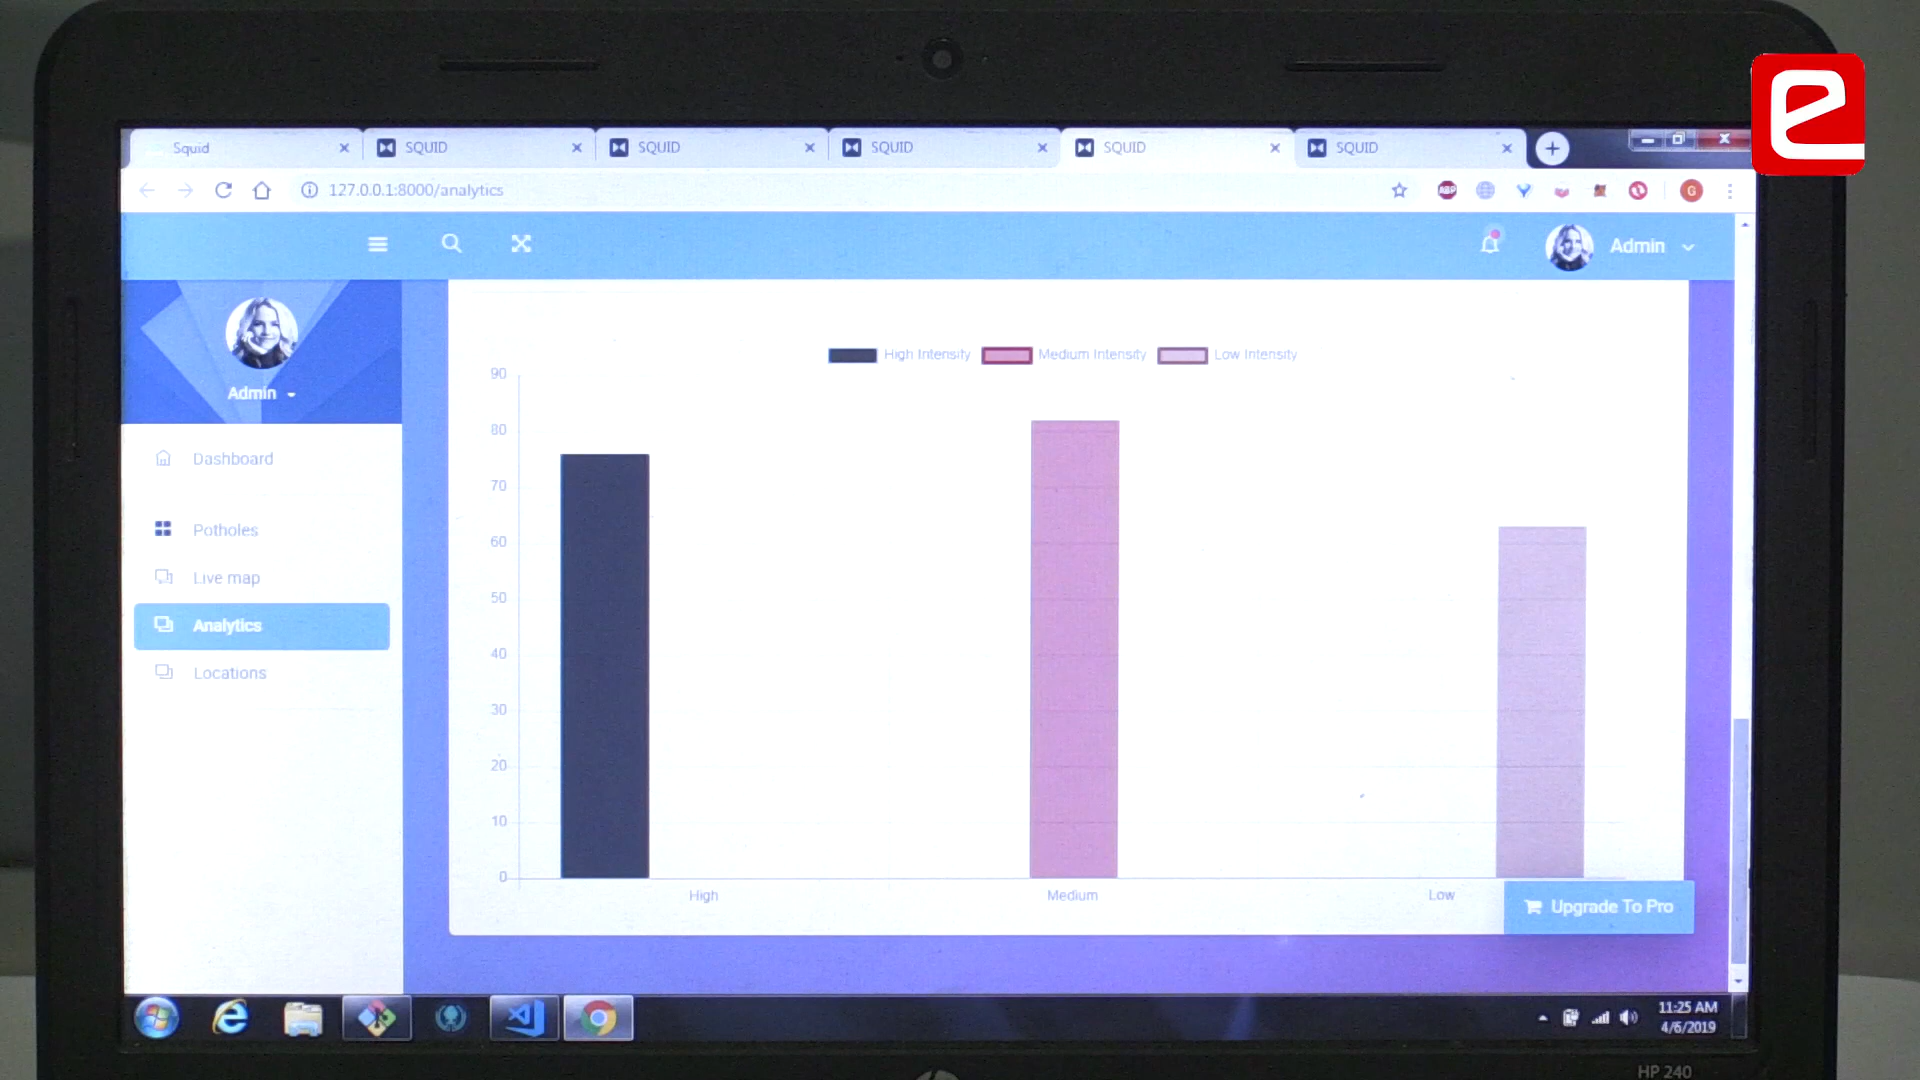 Squid SQUID SQUID SQUID SQUID SQUID
127.0.0.1:8000/analytics
ABP
G
Admin
Admin
Dashboard
Potholes
Live map
Analytics
Locations
High Intensity Medium Intensity Low Intensity
90
80
70
60
50
40
30
20
10
0
High Medium Low
Upgrade To Pro
11:25 AM
4/6/2019
HP 240
e